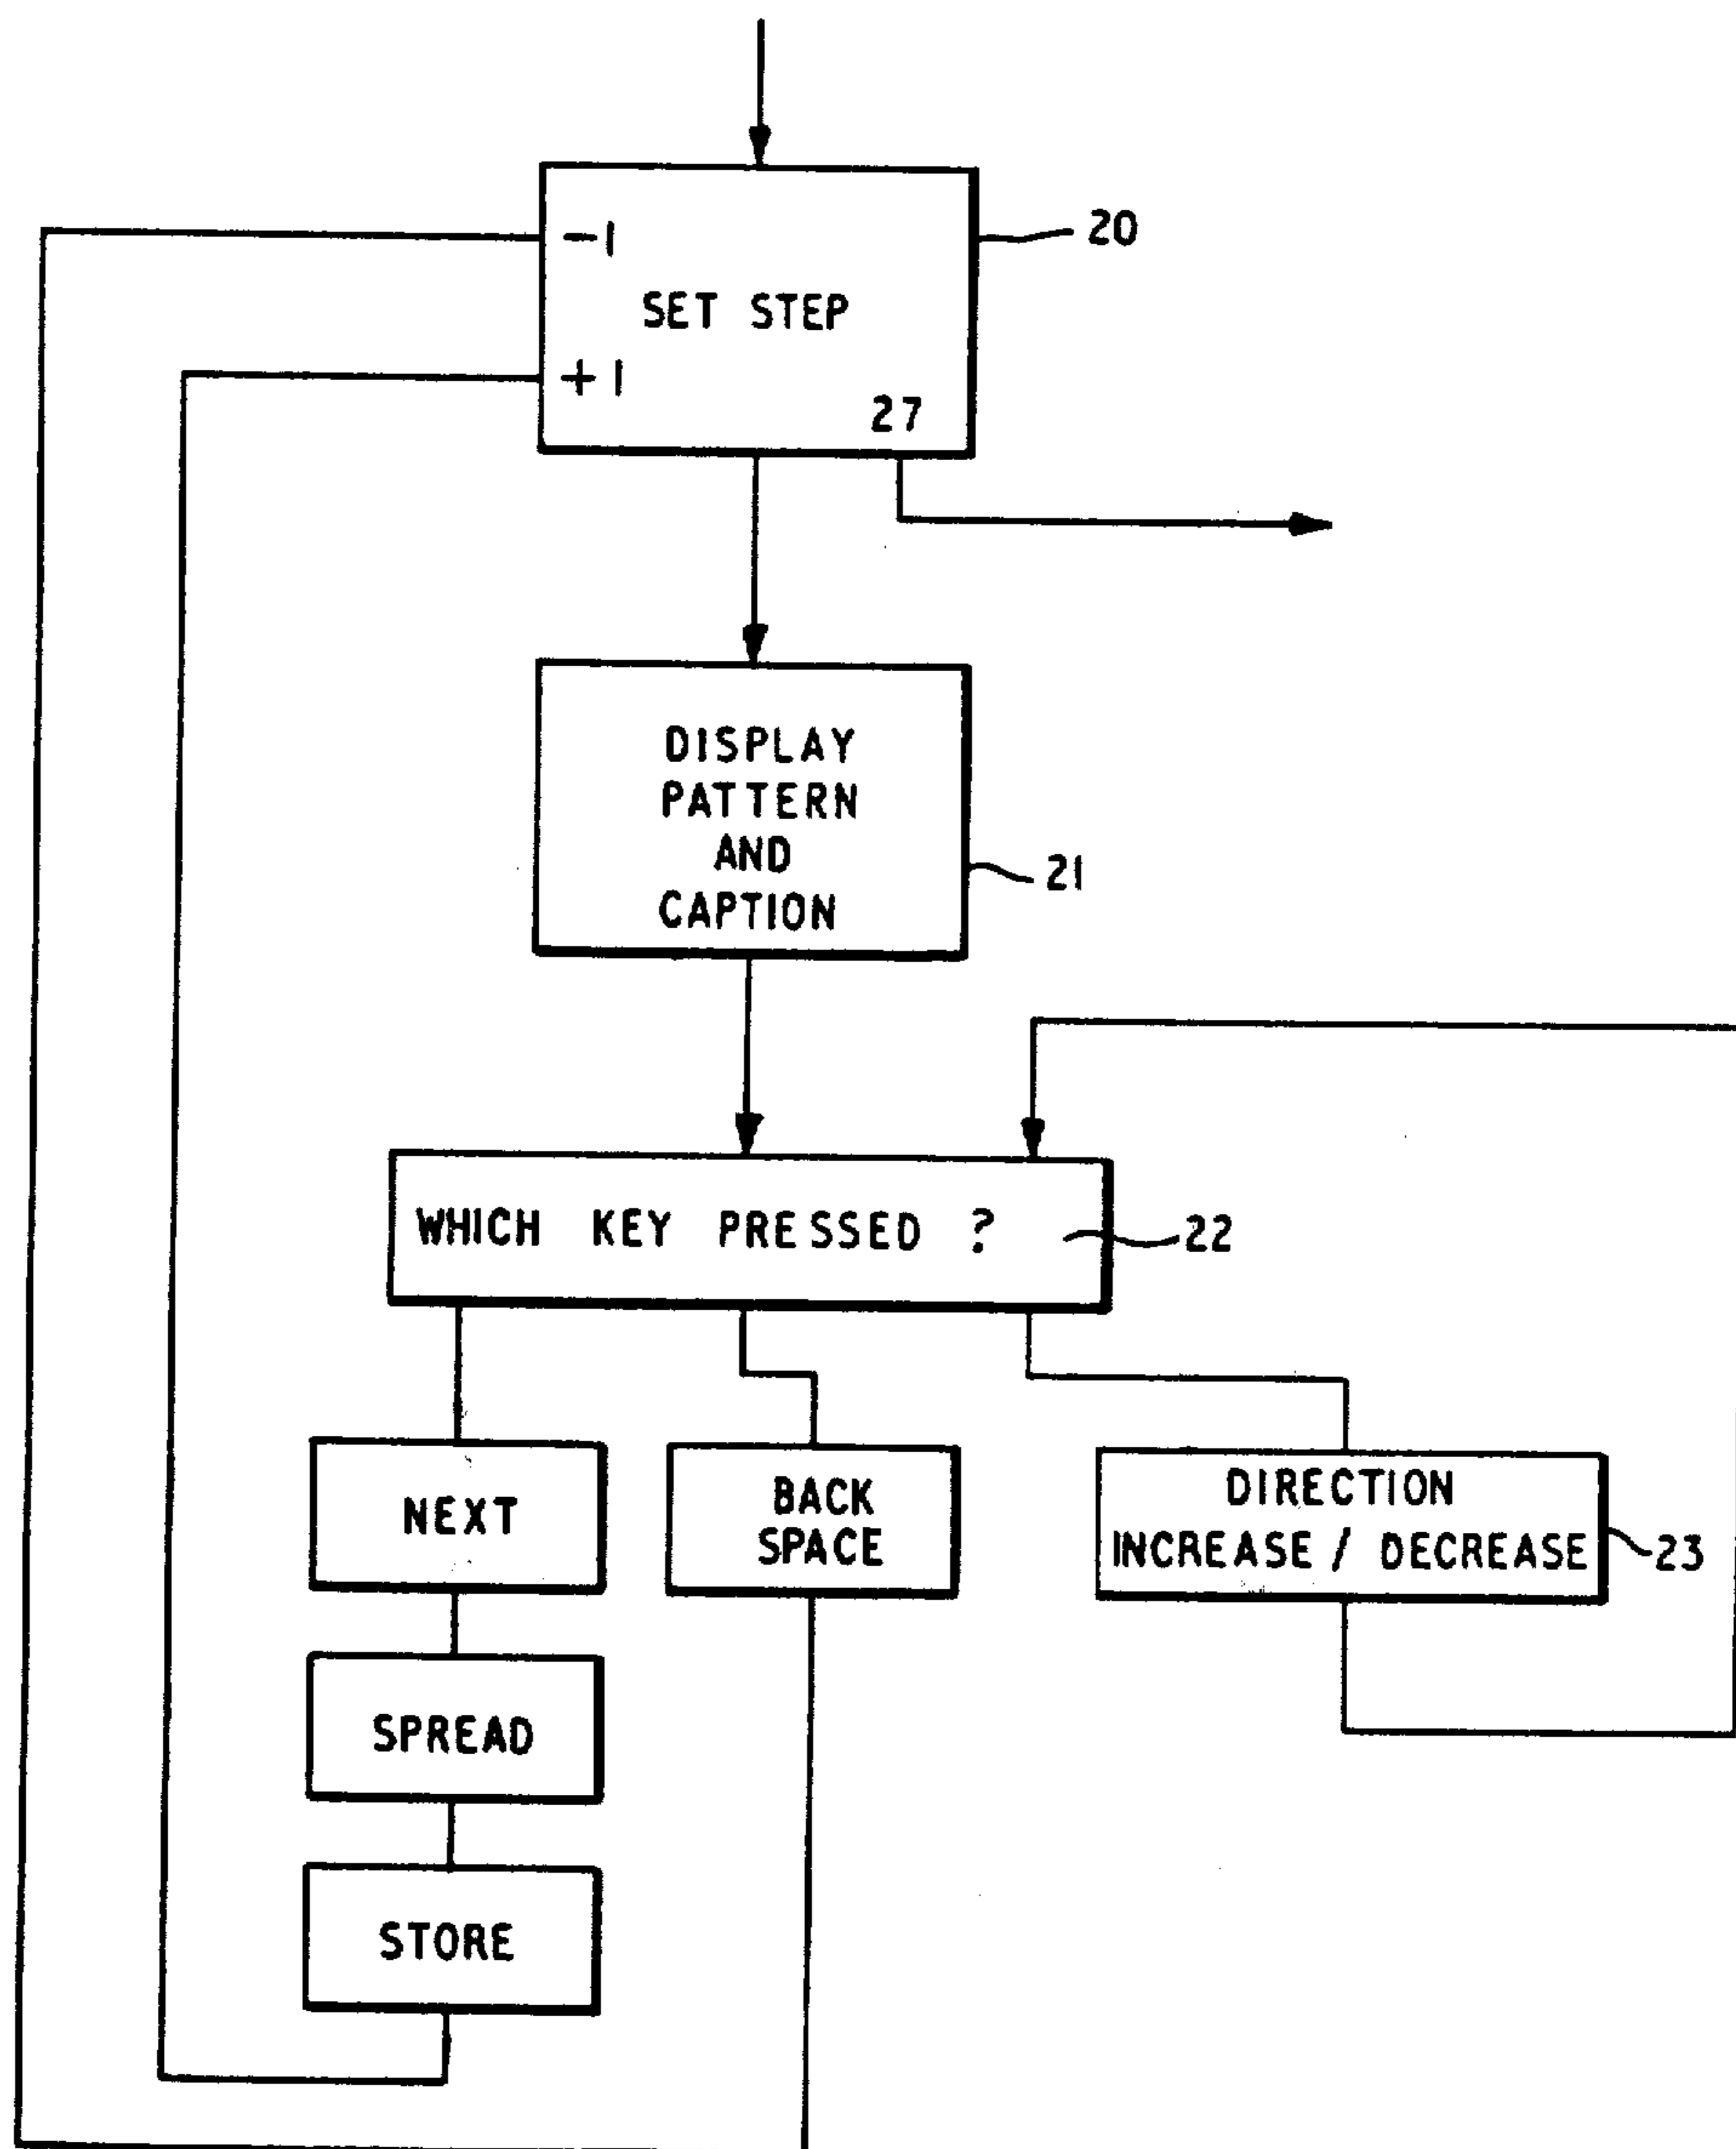 -1
20
SET STEP
+1
27
DISPLAY
PATTERN
AND
CAPTION
21
WHICH KEY PRESSED ?
22
NEXT
BACK
SPACE
DIRECTION
INCREASE / DECREASE
23
SPREAD
STORE